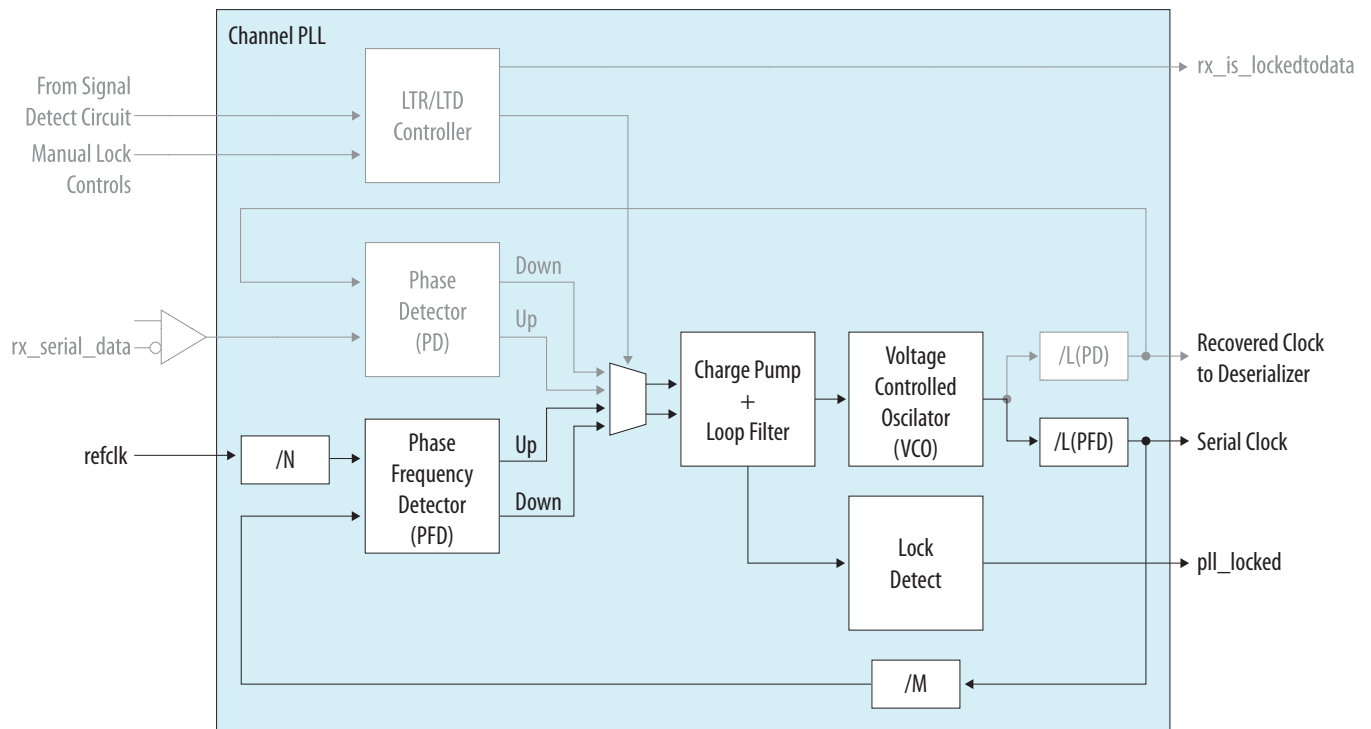 Channel PLL
From Signal
Detect Circuit
Manual Lock
Controls
LTR/LTD
Controller
rx_is_lockedtodata
Phase
Detector
(PD)
Down
Up
rx_serial_data
Charge Pump
+
Loop Filter
Voltage
Controlled
Oscilator
(VCO)
/L(PD)
Recovered Clock
to Deserializer
refclk
/N
Phase
Frequency
Detector
(PFD)
Up
Down
/L(PFD)
Serial Clock
Lock
Detect
pll_locked
/M